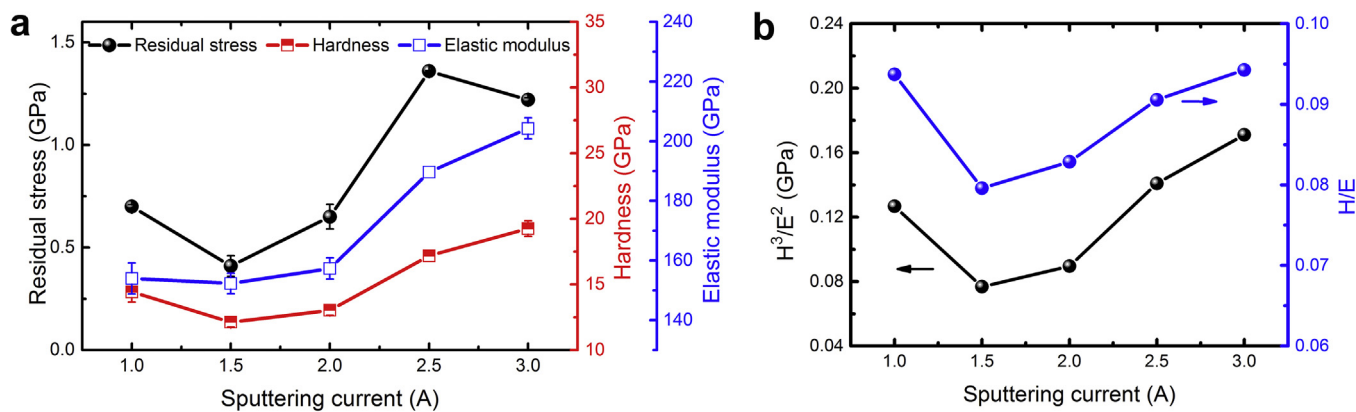 a
Residual stress Hardness Elastic modulus
Residual stress (GPa)
0.0
0.5
1.0
1.5
1.0 1.5 2.0 2.5 3.0
Sputtering current (A)
35
30
25
20
15
10
Hardness (GPa)
240
220
200
180
160
140
Elastic modulus (GPa)
b
H³/E² (GPa)
0.24
0.20
0.16
0.12
0.08
0.04
1.0 1.5 2.0 2.5 3.0
Sputtering current (A)
0.10
0.09
0.08
0.07
0.06
H/E